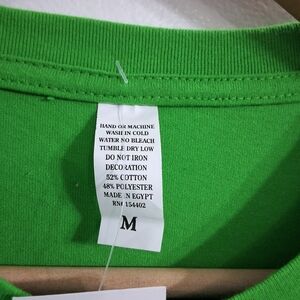 HAND OR MACHINE
WASH IN COLD
WATER NO BLEACH
TUMBLE DRY LOW
DO NOT IRON
DECORATION
52% COTTON
48% POLYESTER
MADE IN EGYPT
RN# 154402
M